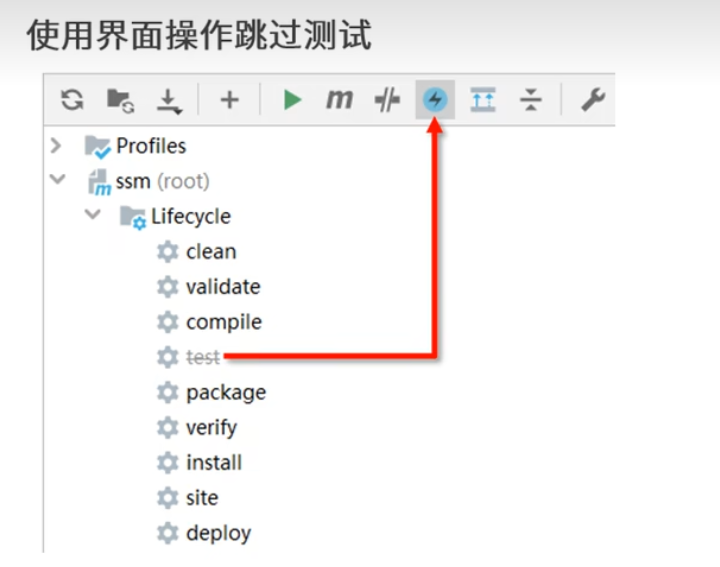 使用界面操作跳过测试
m
Profiles
ssm (root)
Lifecycle
clean
validate
compile
test
package
verify
install
site
deploy